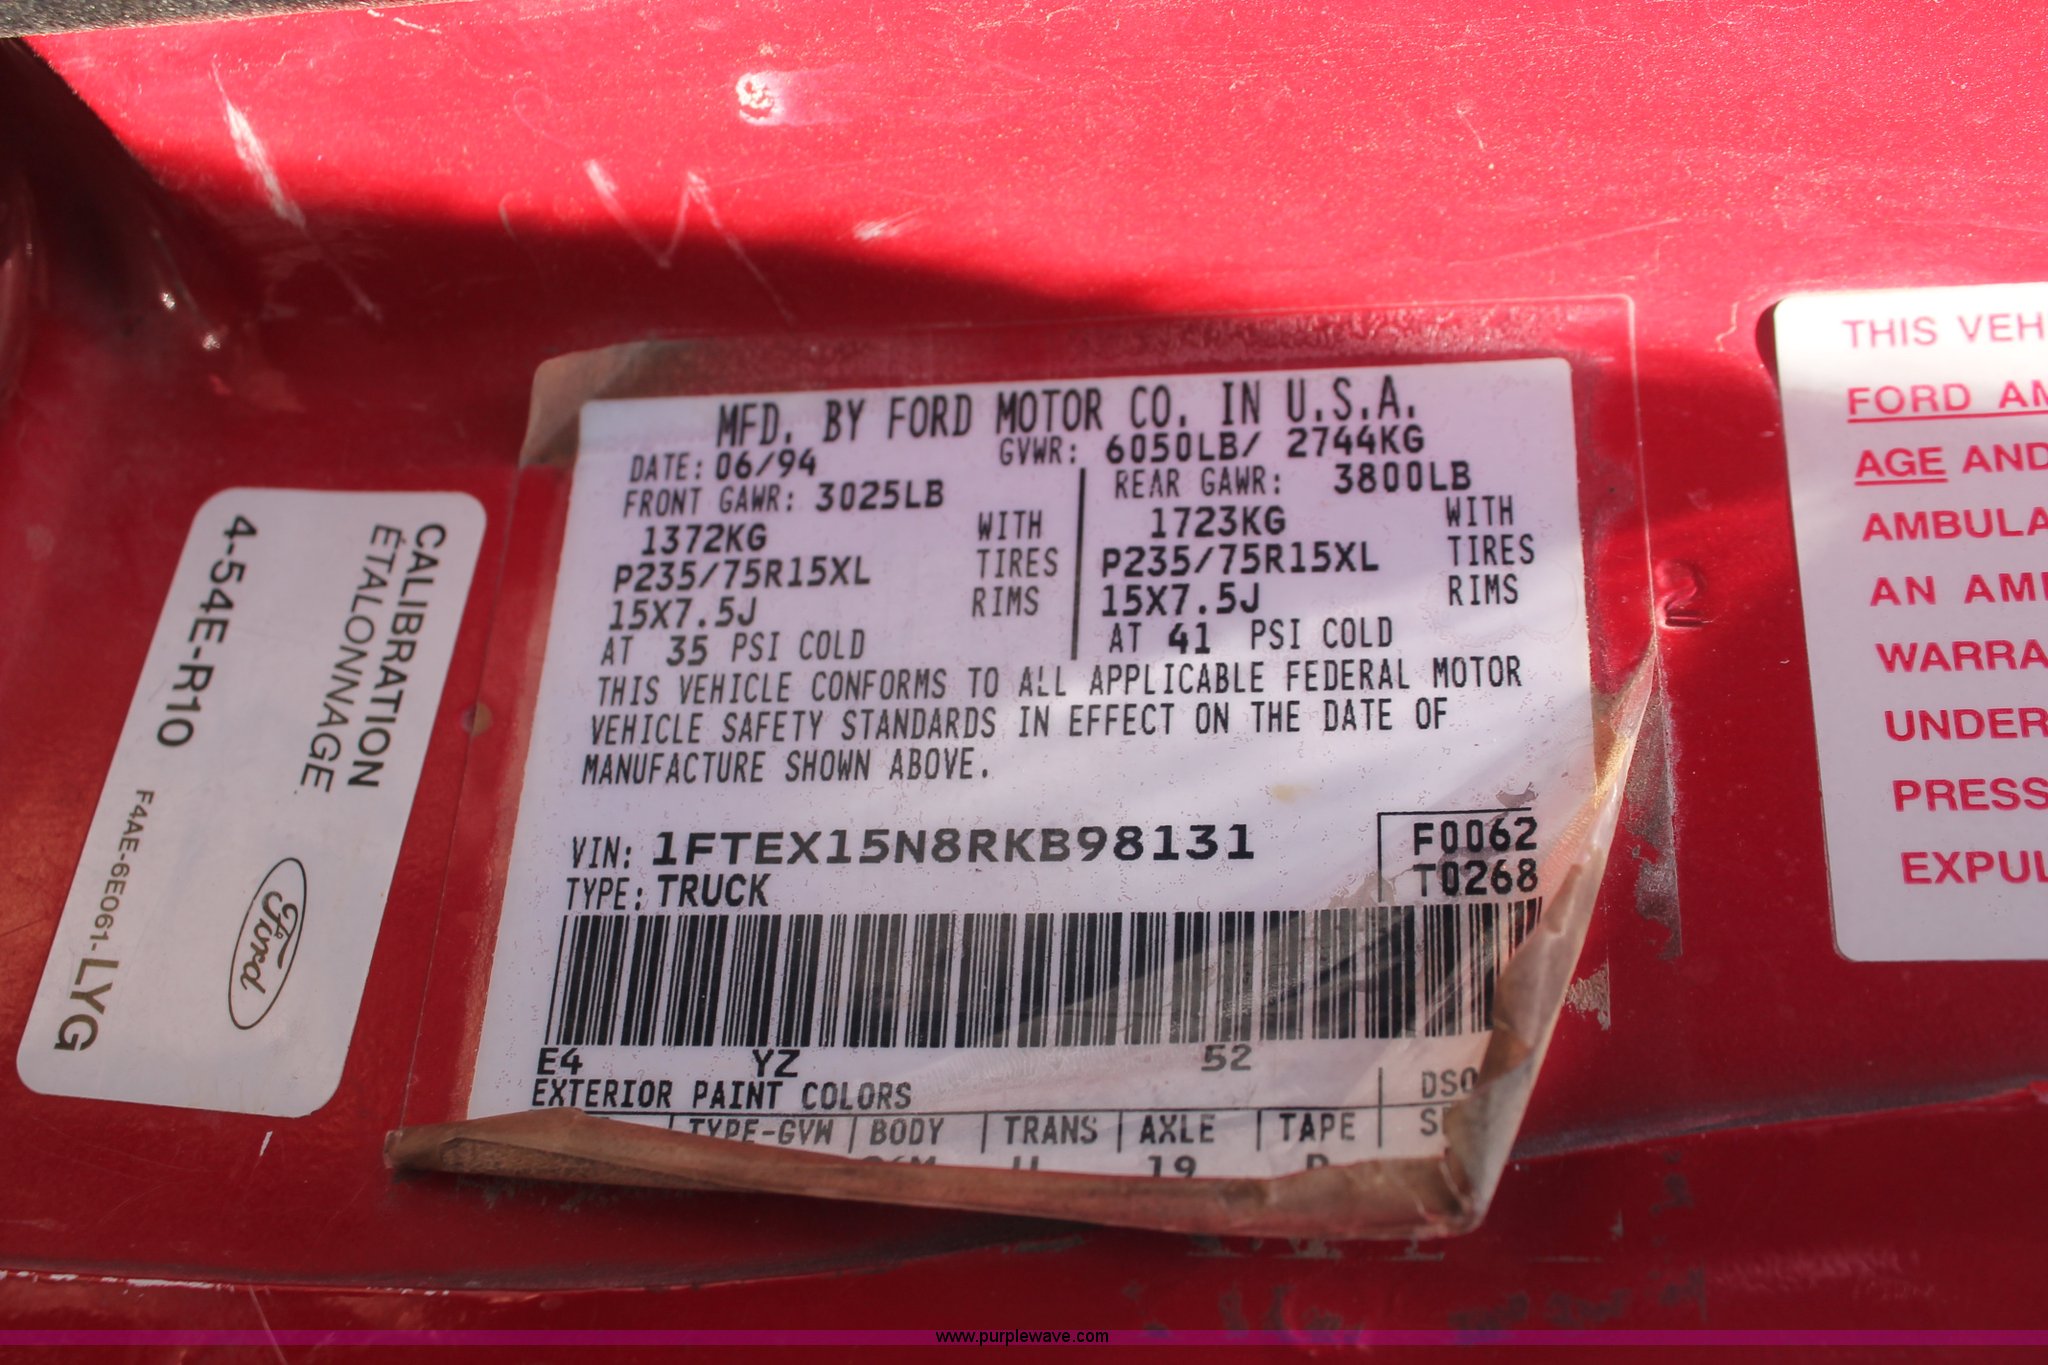 MFD. BY FORD MOTOR CO. IN U.S.A.
DATE: 06/94 GVWR: 6050LB/ 2744KG
FRONT GAWR: 3025LB REAR GAWR: 3800LB
1372KG WITH 1723KG WITH
P235/75R15XL TIRES P235/75R15XL TIRES
15X7.5J RIMS 15X7.5J RIMS
AT 35 PSI COLD AT 41 PSI COLD
THIS VEHICLE CONFORMS TO ALL APPLICABLE FEDERAL MOTOR
VEHICLE SAFETY STANDARDS IN EFFECT ON THE DATE OF
MANUFACTURE SHOWN ABOVE.
F0062
VIN: 1FTEX15N8RKB98131
T0268
TYPE: TRUCK
E4 YZ 52
EXTERIOR PAINT COLORS DSO
TYPE-GVW BODY TRANS AXLE TAPE
19
CALIBRATION
ÉTALONNAGE
Ford
4-54E-R10
F4AE-6E061-LYG
2
THIS VEH
FORD AM
AGE AND
AMBULA
AN AM
WARRA
UNDER
PRESS
EXPUL
www.purplewave.com